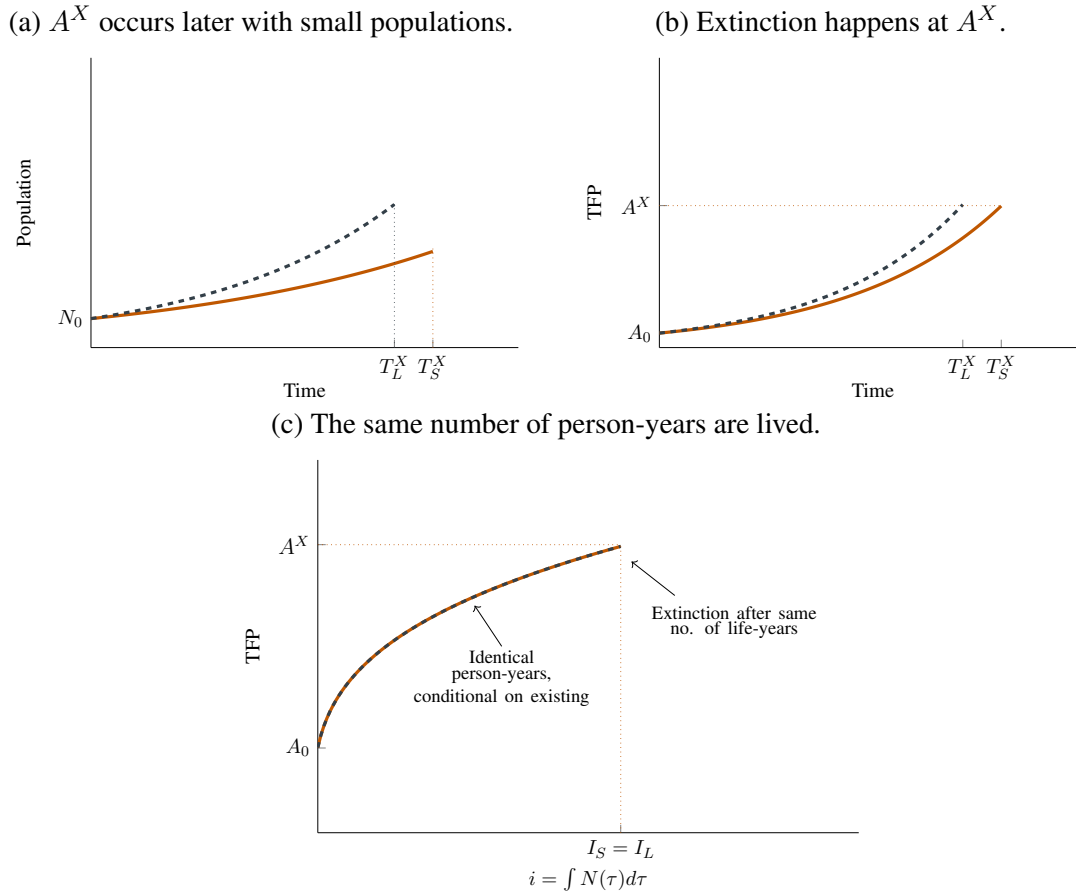 (a) A^X occurs later with small populations.
Population
N_0
T_L^X T_S^X
Time
(b) Extinction happens at A^X.
TFP
A^X
A_0
T_L^X T_S^X
Time
(c) The same number of person-years are lived.
TFP
A^X
A_0
Identical
person-years,
conditional on existing
Extinction after same
no. of life-years
I_S = I_L
i = ∫ N(τ)dτ